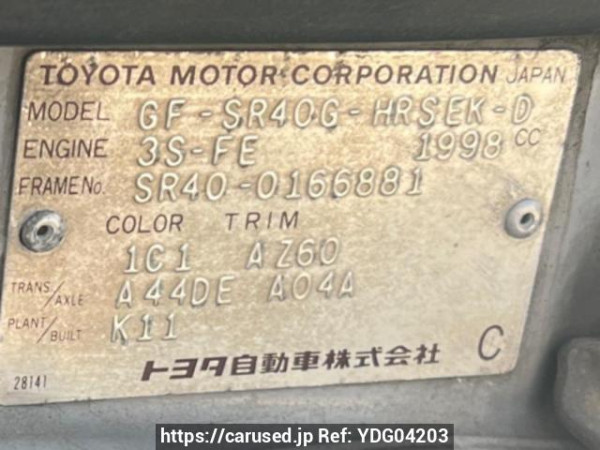 TOYOTA MOTOR CORPORATION JAPAN
MODEL GF-SR40G-HRSEK-D
ENGINE 3S-FE 1998 CC
FRAME No. SR40-0166881
COLOR TRIM
1C1 AZ60
TRANS/AXLE A44DE A04A
PLANT/BUILT K11
トヨタ自動車株式会社 C
28141
https://carused.jp Ref: YDG04203